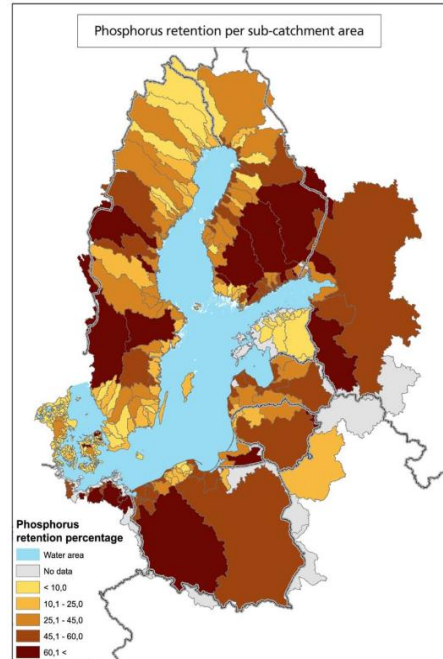 Phosphorus retention per sub-catchment area
Phosphorus
retention percentage
Water area
No data
< 10,0
10,1 - 25,0
25,1 - 45,0
45,1 - 60,0
60,1 <